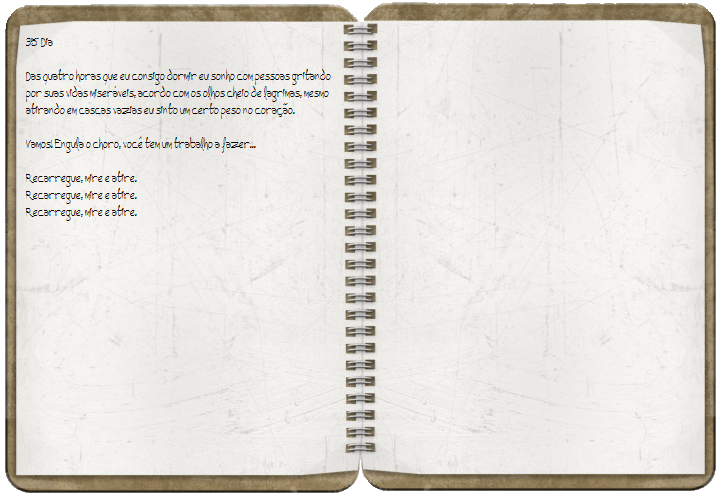 35° Dia
Das quatro horas que eu consigo dormir eu sonho com pessoas gritando
por suas vidas miseráveis, acordo com os olhos cheio de lagrimas, mesmo
atirando em cascas vazias eu sinto um certo peso no coração.
Vamos! Engula o choro, você tem um trabalho a fazer...
Recarregue, mire e atire.
Recarregue, mire e atire.
Recarregue, mire e atire.